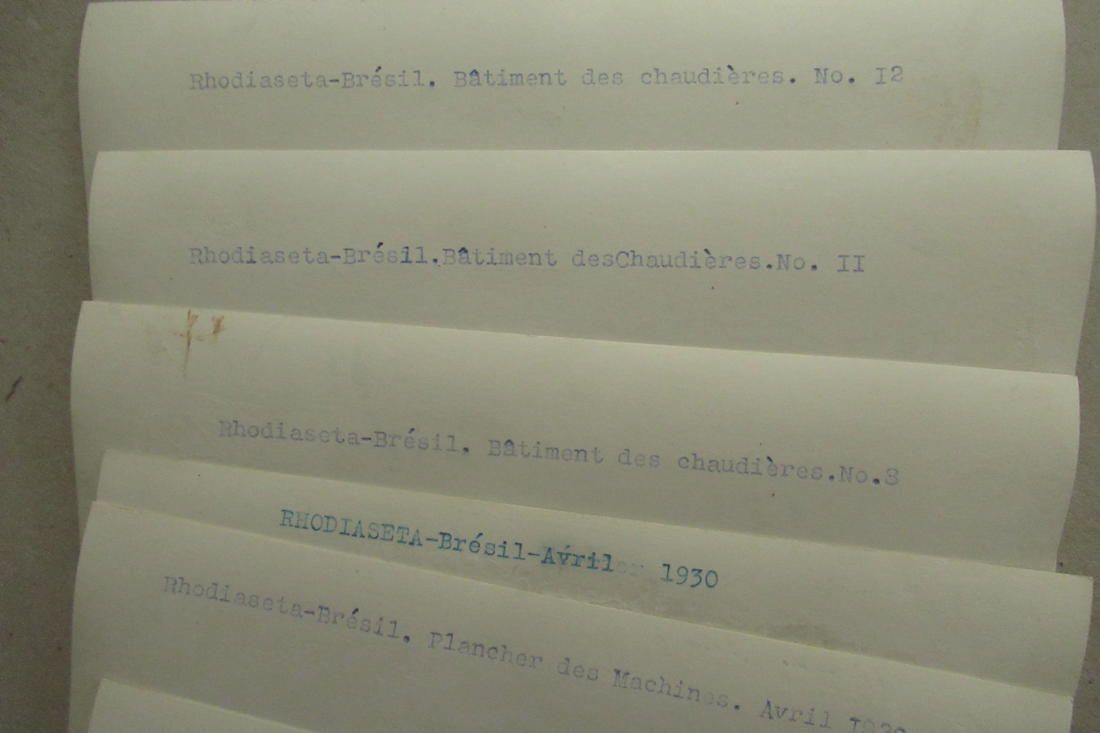 Rhodiaseta-Brésil. Bâtiment des chaudières. No. I2
Rhodiaseta-Brésil.Bâtiment desChaudières.No. II
Rhodiaseta-Brésil. Bâtiment des chaudières.No.8
RHODIASETA-Brésil-Avril 1930
Rhodiaseta-Brésil. Plancher des Machines. Avril